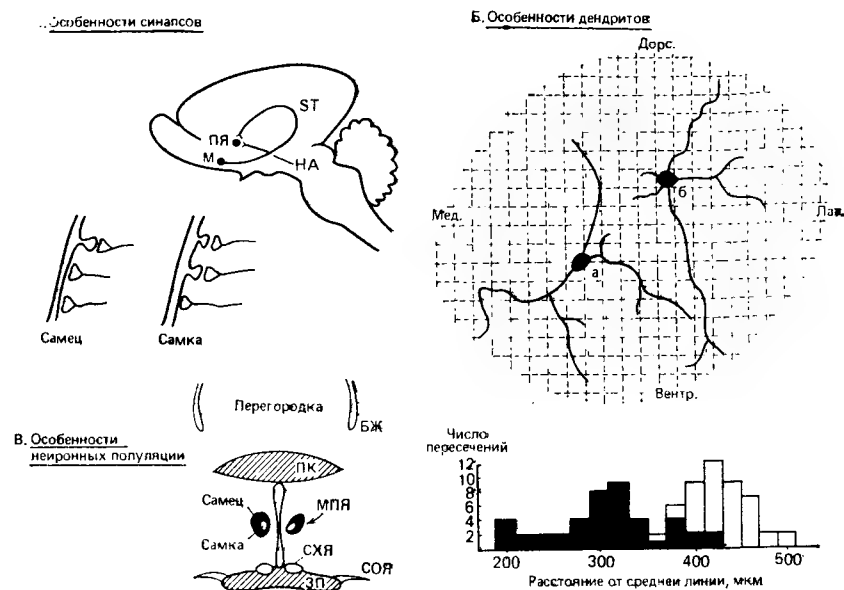 Особенности синапсов
ST
ПЯ
М
НА
Самец
Самка
Б. Особенности дендритов
Дорс.
Мед.
Лат.
б
а
Вентр.
Перегородка
БЖ
В. Особенности
нейронных популяции
ПК
Самец
МПЯ
Самка
СХЯ
СОЯ
ЗП
Число
пересечений
12
10
8
6
4
2
200 300 400 500
Расстояние от средней линии, мкм